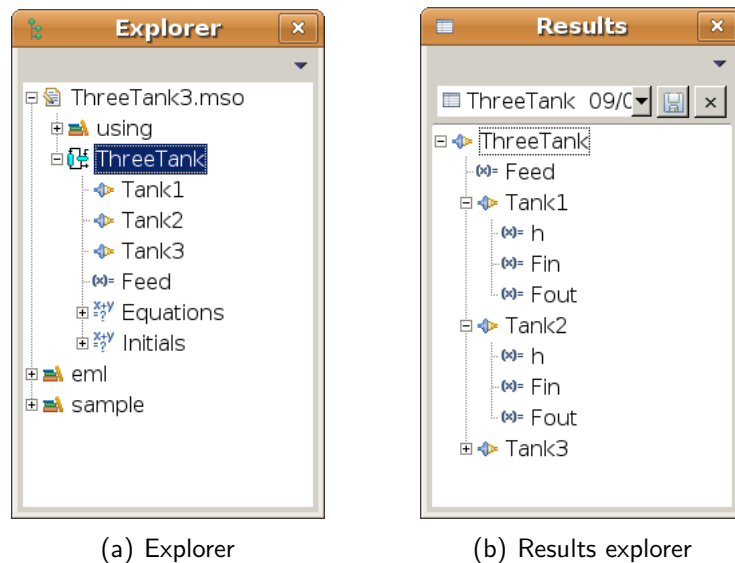 Explorer
ThreeTank3.mso
using
ThreeTank
Tank1
Tank2
Tank3
(x)= Feed
x+y=? Equations
x+y=? Initials
eml
sample
(a) Explorer
Results
ThreeTank 09/0
ThreeTank
(x)= Feed
Tank1
(x)= h
(x)= Fin
(x)= Fout
Tank2
(x)= h
(x)= Fin
(x)= Fout
Tank3
(b) Results explorer